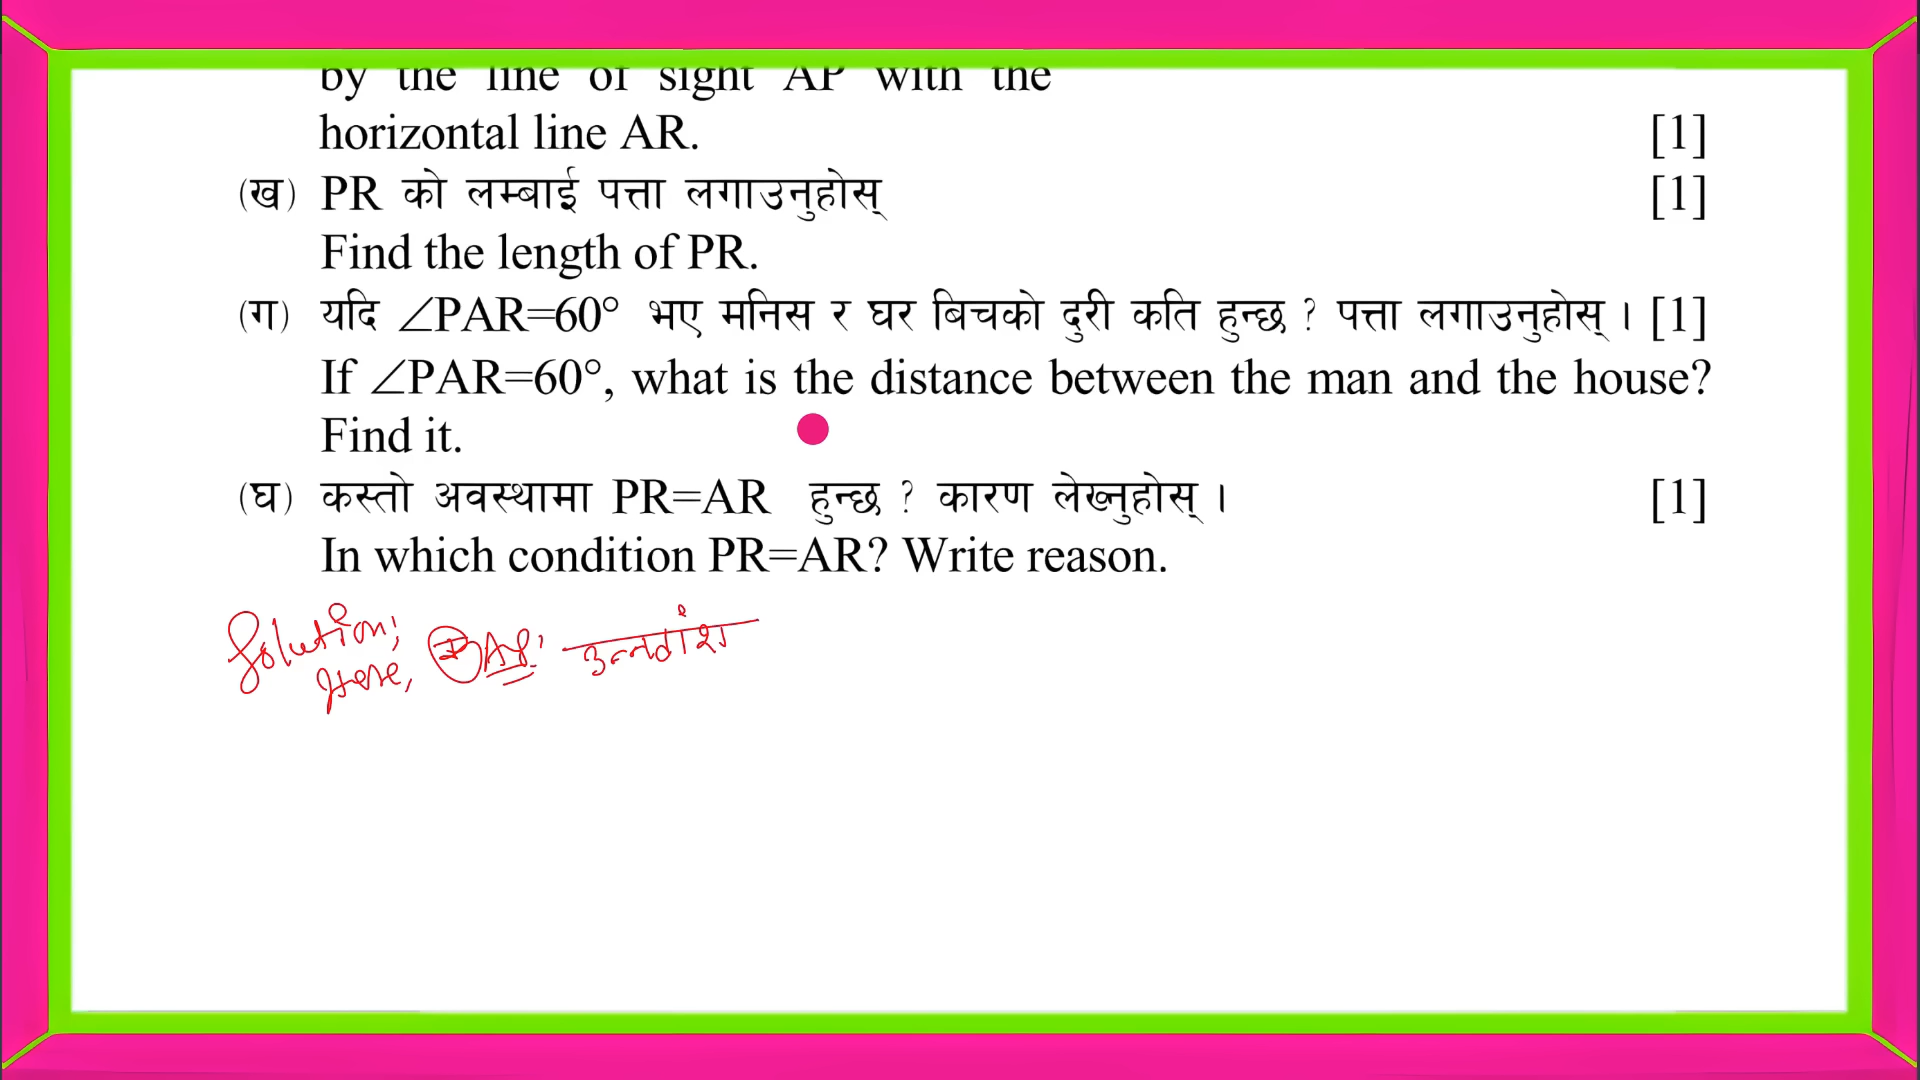 by the line of sight AP with the
horizontal line AR. [1]
(ख) PR को लम्बाई पत्ता लगाउनुहोस् [1]
Find the length of PR.
(ग) यदि ∠PAR=60° भए मनिस र घर बिचको दुरी कति हुन्छ ? पत्ता लगाउनुहोस् । [1]
If ∠PAR=60°, what is the distance between the man and the house?
Find it.
(घ) कस्तो अवस्थामा PR=AR हुन्छ ? कारण लेख्नुहोस् । [1]
In which condition PR=AR? Write reason.
Solution;
Here, क Ans: उन्नतांश